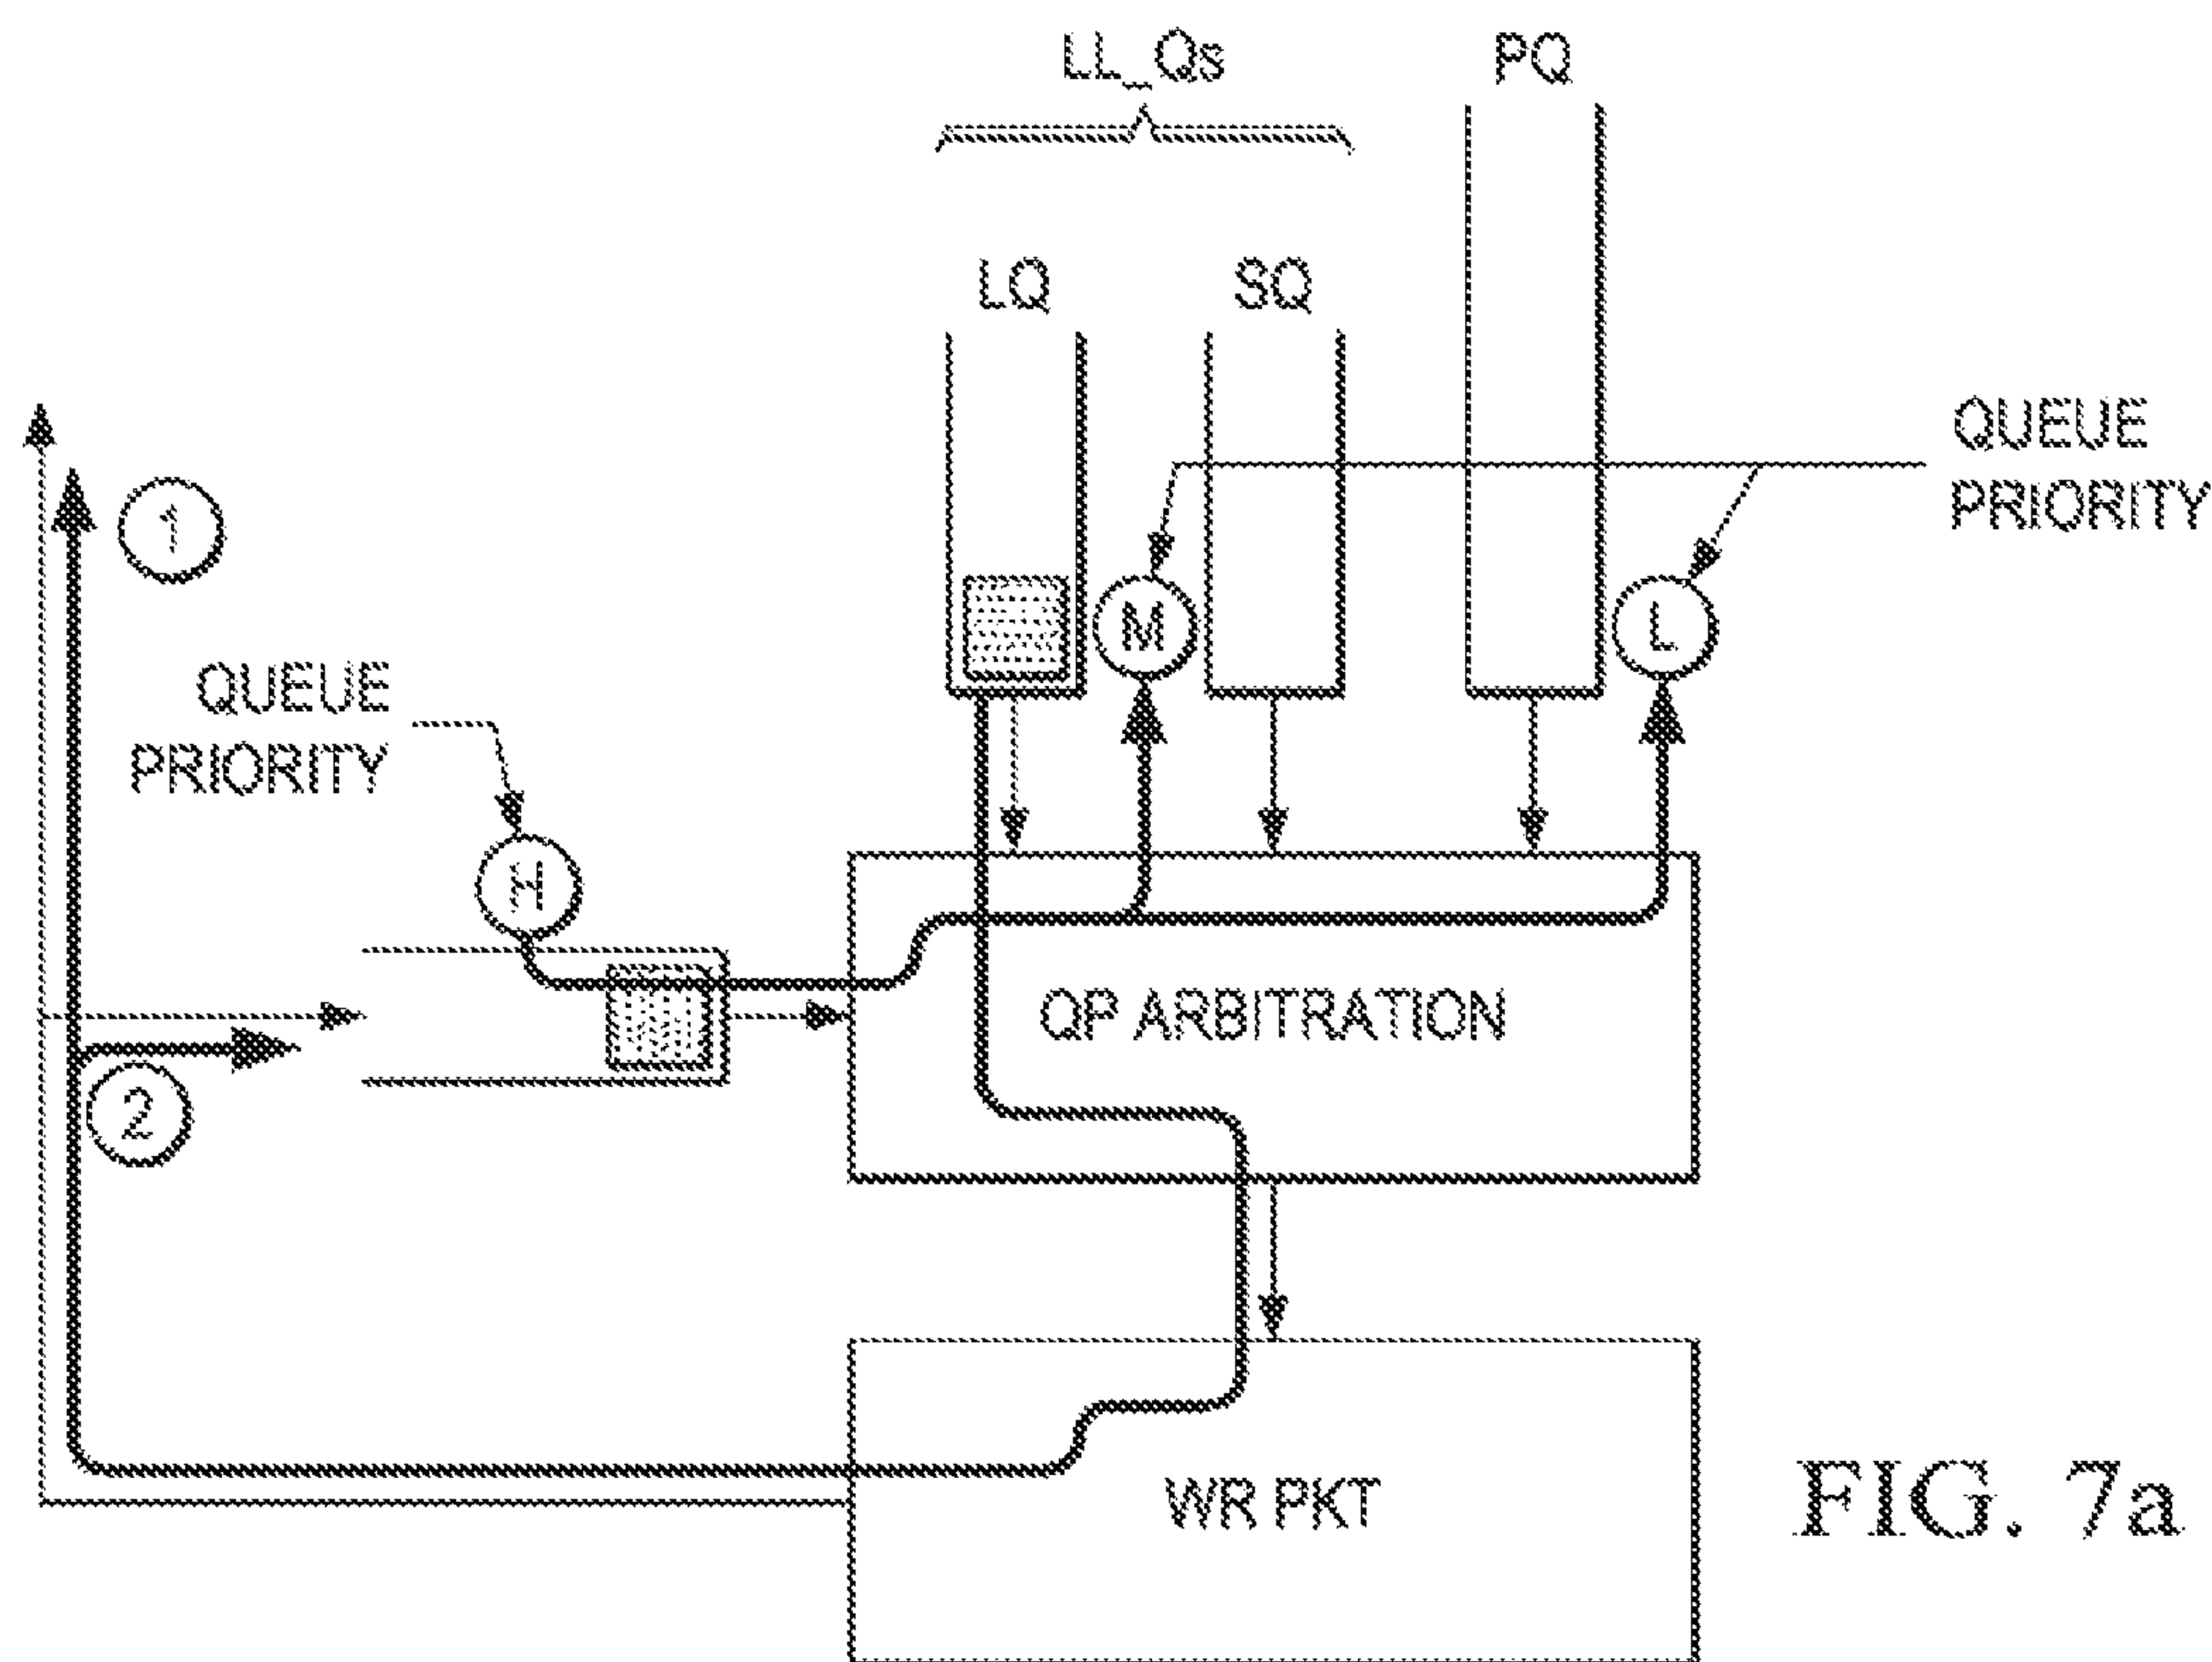 LL_Qs
PQ
LQ
SQ
QUEUE
PRIORITY
1
M
L
QUEUE
PRIORITY
H
QP ARBITRATION
2
WR PKT
FIG. 7a